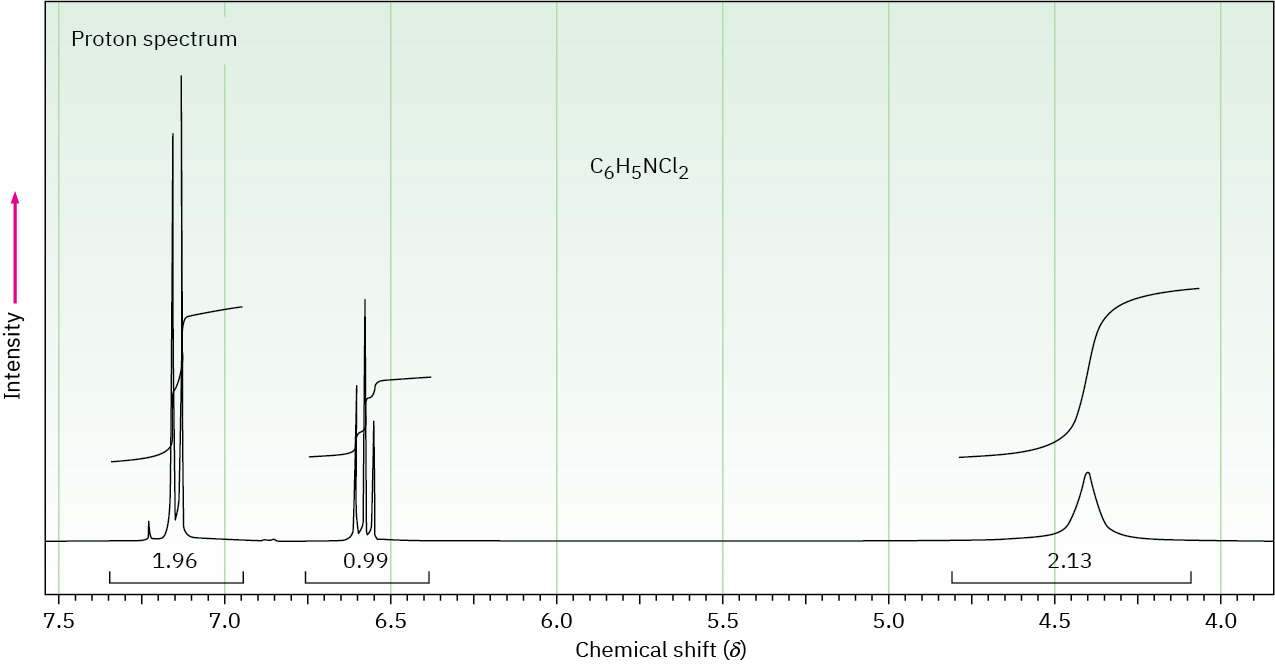 Proton spectrum
C₆H₅NCl₂
Intensity
1.96 0.99 2.13
7.5 7.0 6.5 6.0 5.5 5.0 4.5 4.0
Chemical shift (δ)